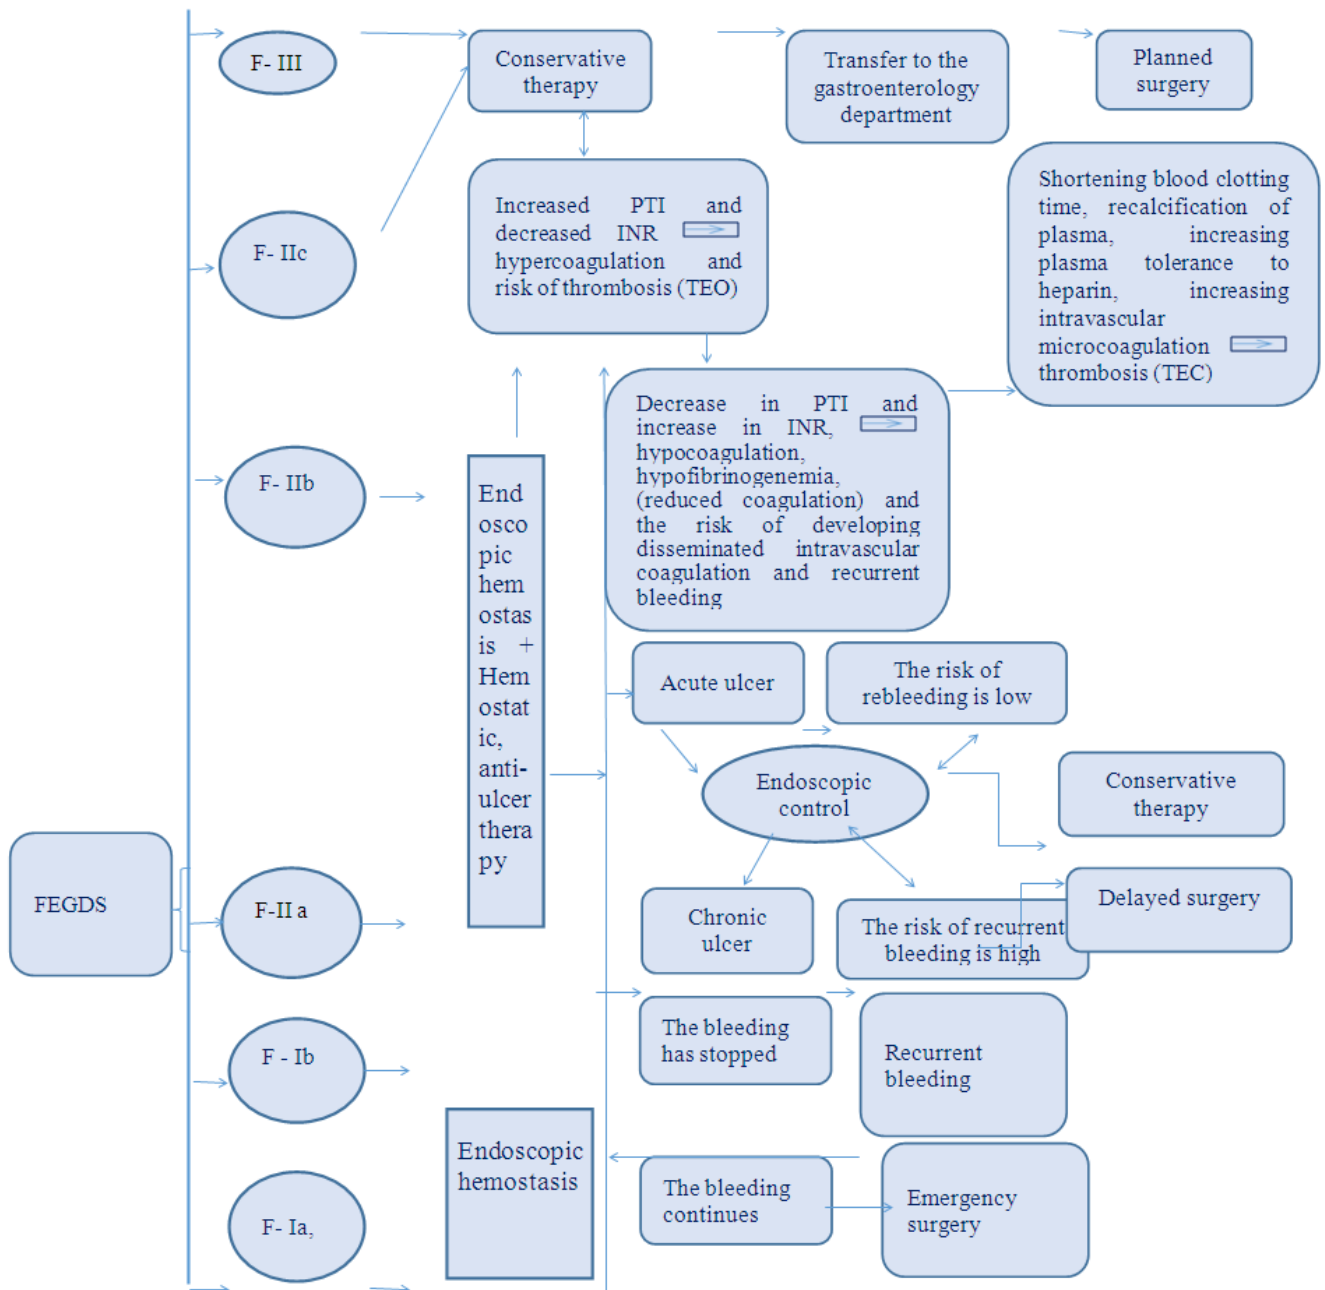 F- III
Conservative
therapy
Transfer to the
gastroenterology
department
Planned
surgery
Increased PTI and
decreased INR
hypercoagulation and
risk of thrombosis (TEO)
Shortening blood clotting
time, recalcification of
plasma, increasing
plasma tolerance to
heparin, increasing
intravascular
microcoagulation
thrombosis (TEC)
F- IIc
Decrease in PTI and
increase in INR,
hypocoagulation,
hypofibrinogenemia,
(reduced coagulation) and
the risk of developing
disseminated intravascular
coagulation and recurrent
bleeding
F- IIb
End
osco
pic
hem
ostas
is +
Hem
ostat
ic,
anti-
ulcer
thera
py
Acute ulcer
The risk of
rebleeding is low
Endoscopic
control
Conservative
therapy
FEGDS
F-II a
Chronic
ulcer
The risk of recurrent
bleeding is high
Delayed surgery
F - Ib
The bleeding
has stopped
Recurrent
bleeding
Endoscopic
hemostasis
F- Ia,
The bleeding
continues
Emergency
surgery